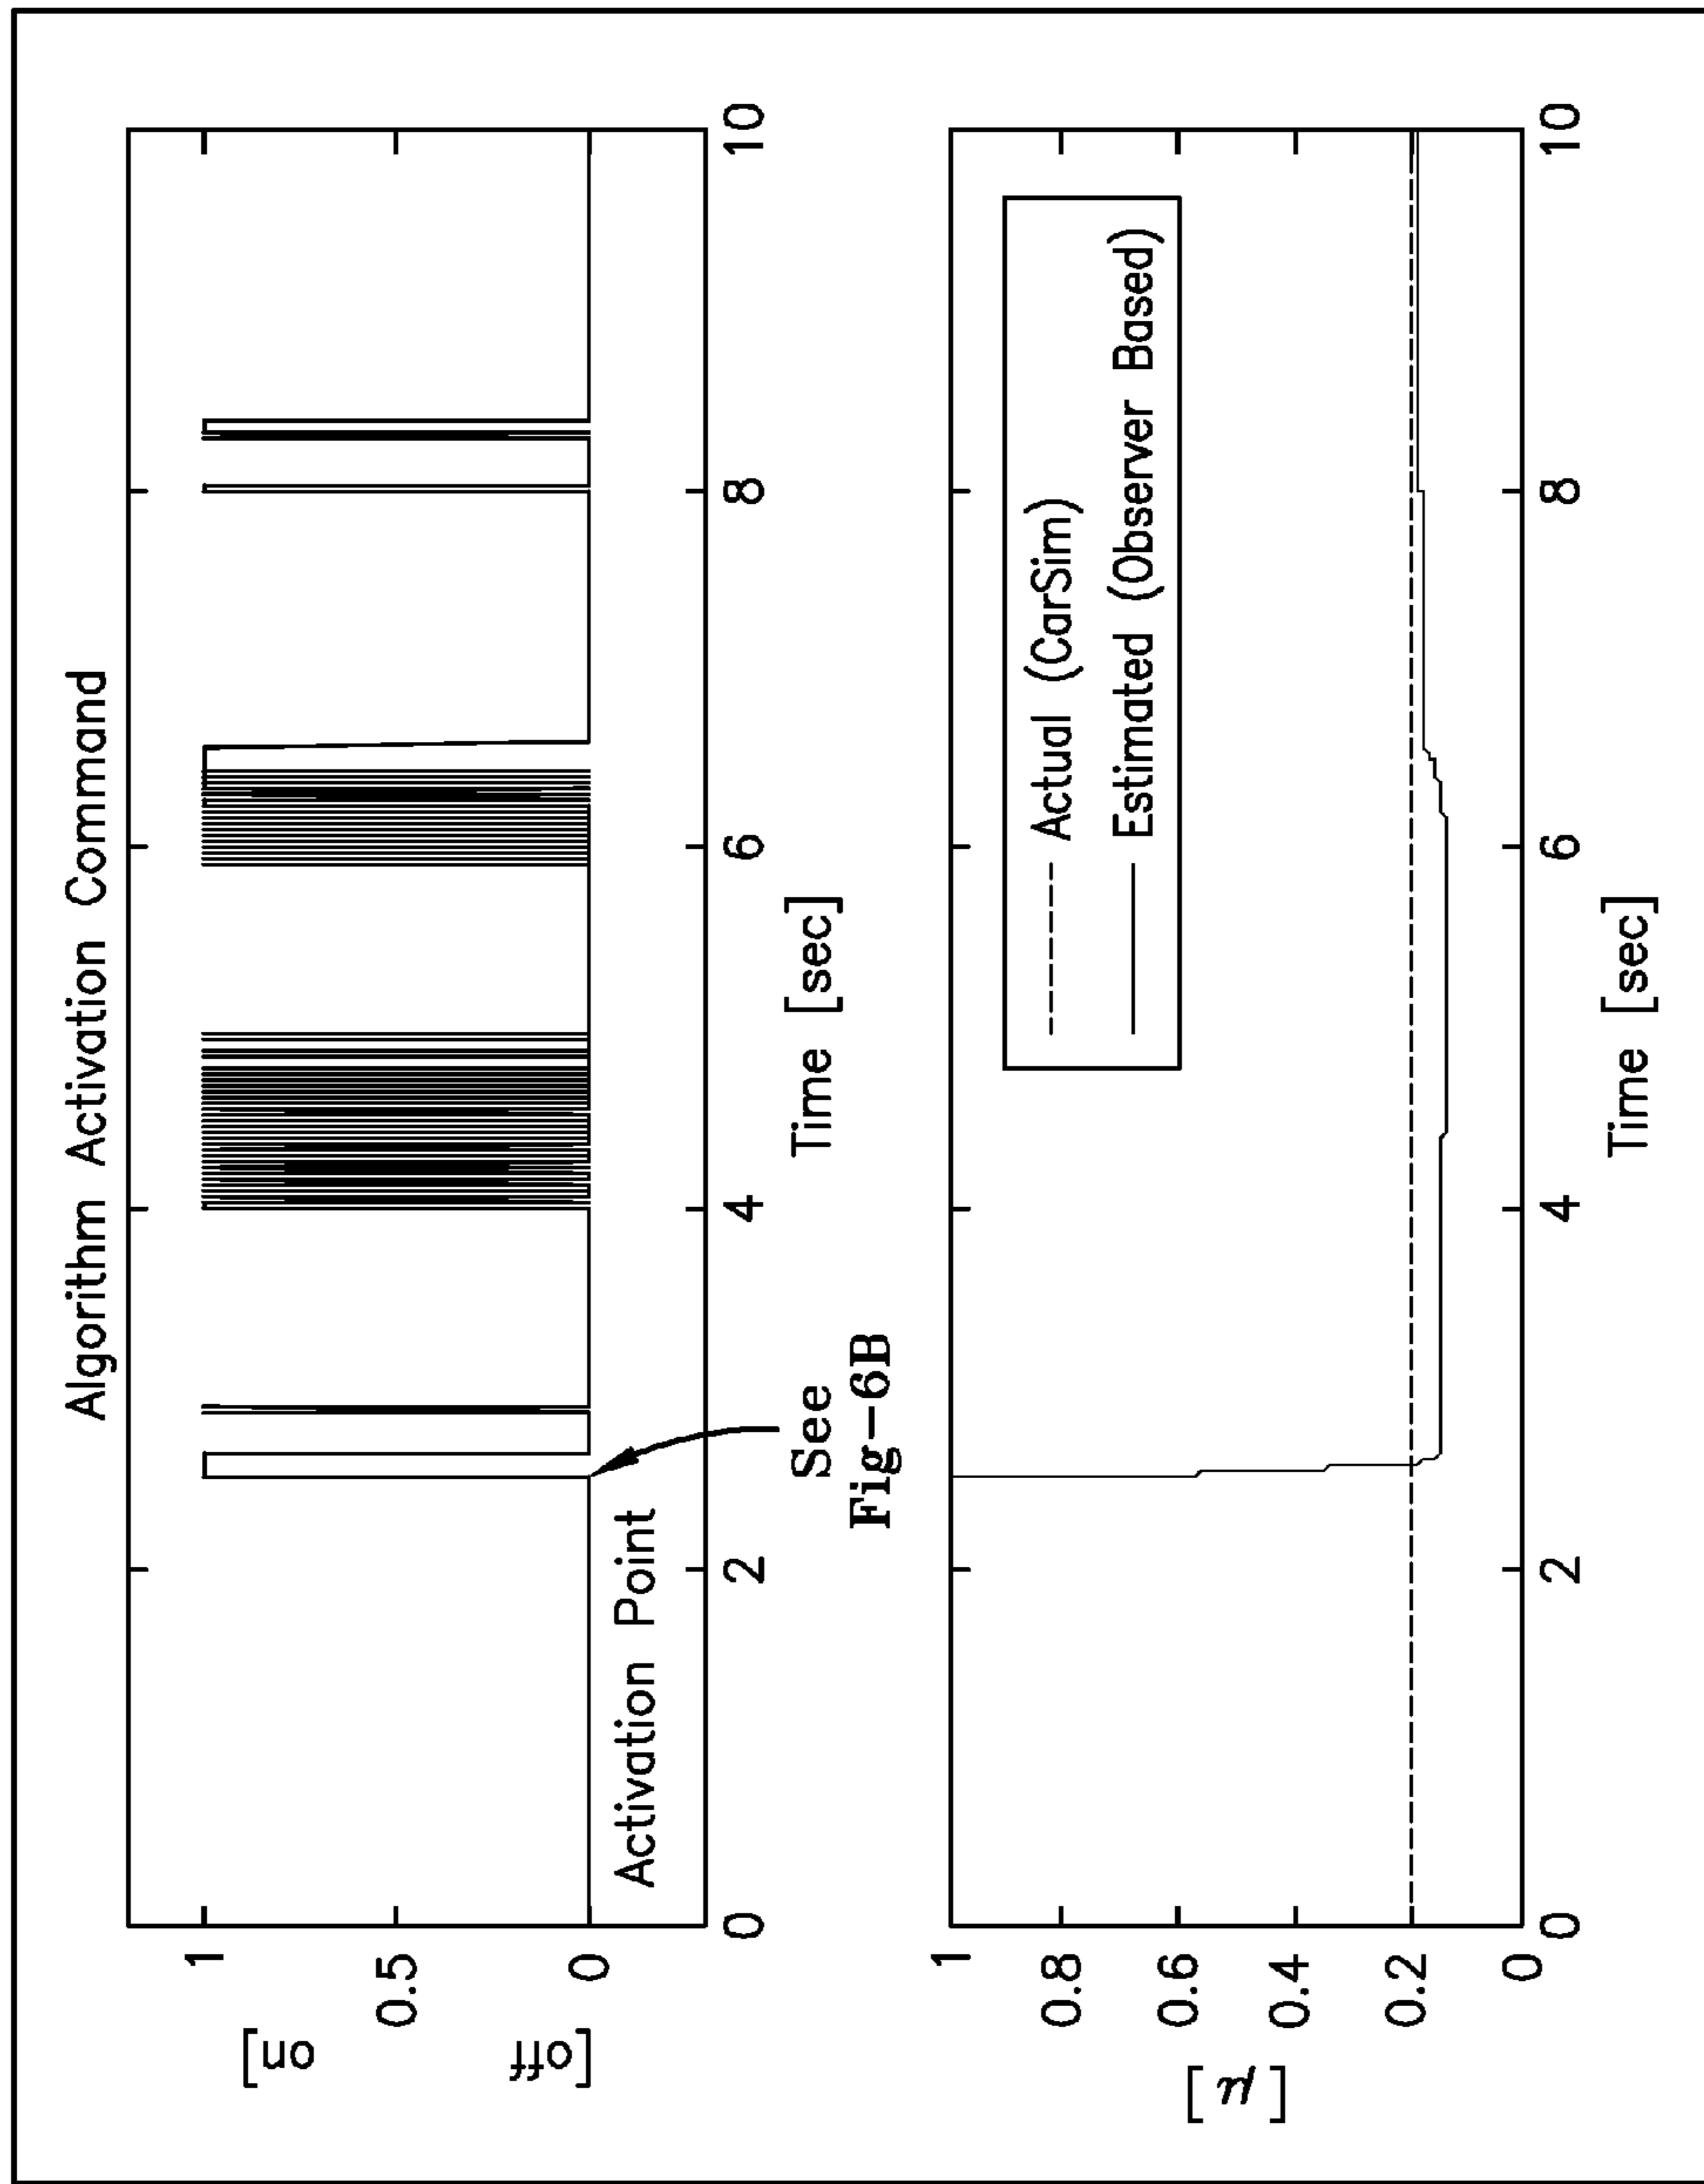 Algorithm Activation Command
[off on]
1
0.5
0
Activation Point
0 2 4 6 8 10
Time [sec]
See
Fig-6B
[μ]
1
0.8
0.6
0.4
0.2
0
Actual (CarSim)
Estimated (Observer Based)
0 2 4 6 8 10
Time [sec]